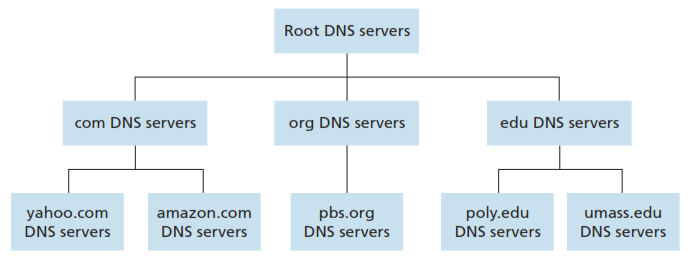 Root DNS servers
com DNS servers
org DNS servers
edu DNS servers
yahoo.com
DNS servers
amazon.com
DNS servers
pbs.org
DNS servers
poly.edu
DNS servers
umass.edu
DNS servers